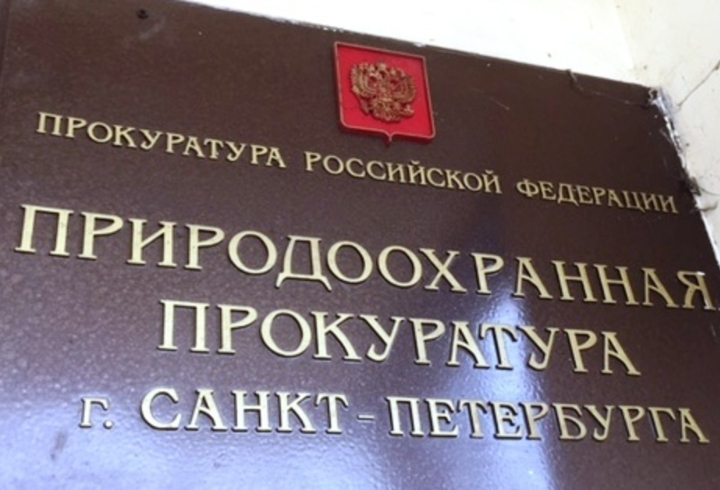 ПРОКУРАТУРА РОССИЙСКОЙ ФЕДЕРАЦИИ
ПРИРОДООХРАННАЯ
ПРОКУРАТУРА
г. САНКТ-ПЕТЕРБУРГА